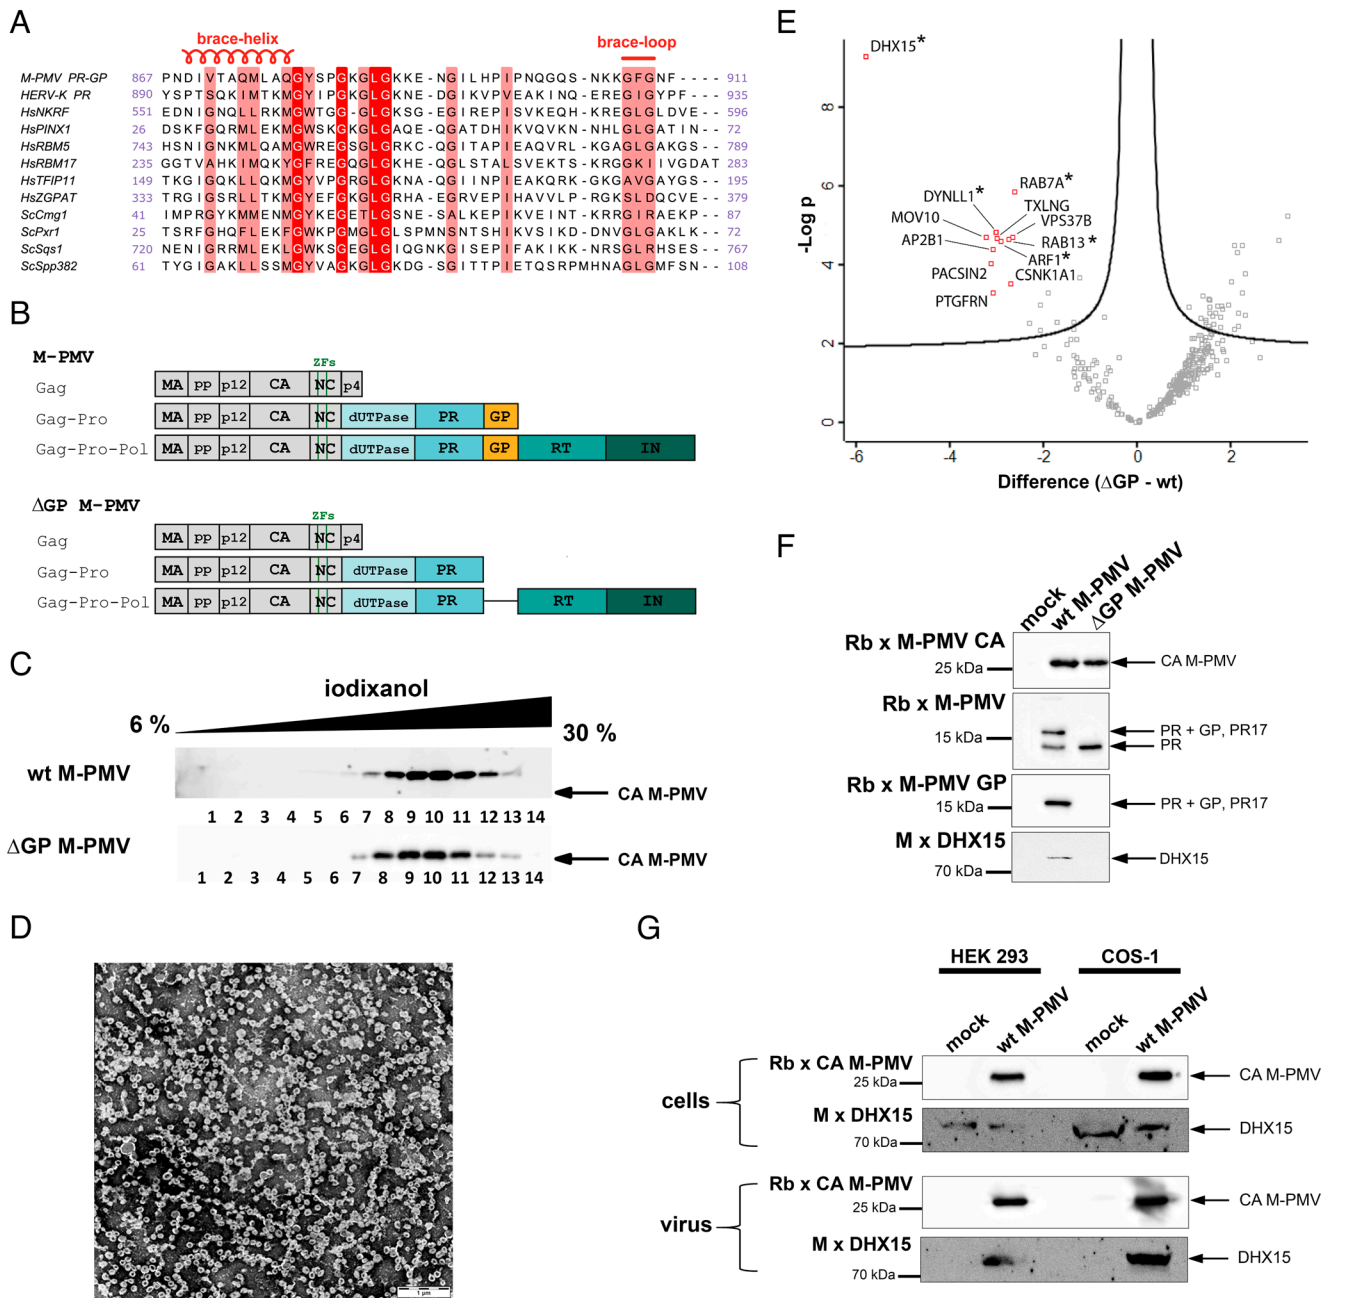 A
brace-helix brace-loop
M-PMV PR-GP 867 PNDIVTAQMLAQGYSPGKGLGKKE-NGILHPIPNQGQS-NKKGFGNF---- 911
HERV-K PR 890 YSPTSQKIMTKMGYIPGKGLGKNE-DGIKVPVEAKINQ-EREGIGYPF--- 935
HsNKRF 551 EDNIGNQLLRKMGWTGG-GLGKSG-EGIREPISVKEQH-KREGLGLDVE-- 596
HsPINX1 26 DSKFGQRMLEKMGWSKGKGLGAQE-QGATDHIKVQVKN-NHLGLGATIN-- 72
HsRBM5 743 HSNIGNKMLQAMGWREGSGLGRKCQ-GITAPIEAQVRL-KGAGLGAKGS-- 789
HsRBM17 235 GGTVAHKIMQKYGFREGQGLGKHEQ-GLSTALSVEKTS-KRGGKIIVGDAT 283
HsTFIP11 149 TKGIGQKLLQKMGYVPGRGLGKNA-QGIINPIEAKQRK-GKGAVGAYGS-- 195
HsZGPAT 333 TRGIGSRLLTKMGYEFGKGLGRHA-EGRVEPIHAVVLP-KGKSLDQCVE-- 379
ScCmg1 41 IMPRGYKMMENMGYKEGETLGSNE-SALKEPIKVEINT-KRRGIRAEKP-- 87
ScPxr1 25 TSRFGHQFLEKFGWKPGMGLGLSPMNSNTSHIKVSIKDDNVGLGAKLK-- 72
ScSqs1 720 NENIGRRMLEKLGWKSGEGLGIQGNKGISEPIFAKIKKNRSGLRHSES-- 767
ScSpp382 61 TYGIGAKLLSSMGYVAGKGLGKDG-SGITTPIETQSRPMHNAGLGMFSN-- 108
B
M-PMV
ZFs
Gag MA pp p12 CA NC p4
Gag-Pro MA pp p12 CA NC dUTPase PR GP
Gag-Pro-Pol MA pp p12 CA NC dUTPase PR GP RT IN
ΔGP M-PMV
ZFs
Gag MA pp p12 CA NC p4
Gag-Pro MA pp p12 CA NC dUTPase PR
Gag-Pro-Pol MA pp p12 CA NC dUTPase PR RT IN
C
iodixanol
6 % 30 %
wt M-PMV
CA M-PMV
1 2 3 4 5 6 7 8 9 10 11 12 13 14
ΔGP M-PMV
CA M-PMV
1 2 3 4 5 6 7 8 9 10 11 12 13 14
D
1 µm
E
DHX15*
8
RAB7A*
6
DYNLL1*
TXLNG
MOV10
VPS37B
AP2B1
RAB13*
ARF1*
4
PACSIN2
CSNK1A1
PTGFRN
2
0
-Log p
-6 -4 -2 0 2
Difference (ΔGP - wt)
F
mock wt M-PMV ΔGP M-PMV
Rb x M-PMV CA
25 kDa CA M-PMV
Rb x M-PMV
PR + GP, PR17
15 kDa PR
Rb x M-PMV GP
15 kDa PR + GP, PR17
M x DHX15
70 kDa DHX15
G
HEK 293 COS-1
mock wt M-PMV mock wt M-PMV
cells
Rb x CA M-PMV
25 kDa CA M-PMV
M x DHX15
70 kDa DHX15
virus
Rb x CA M-PMV
25 kDa CA M-PMV
M x DHX15
70 kDa DHX15